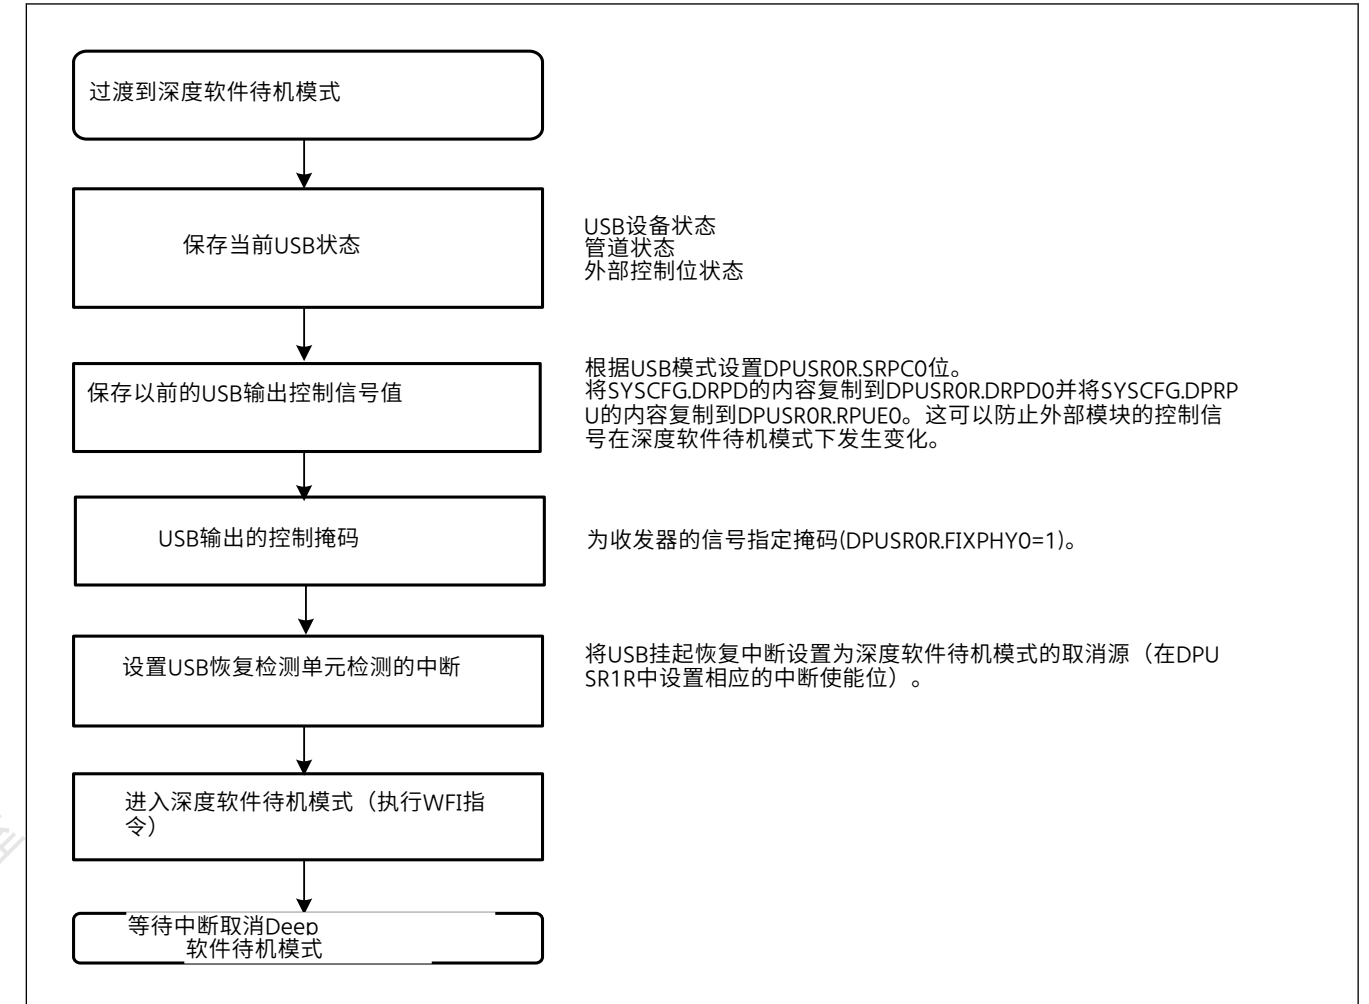 过渡到深度软件待机模式
保存当前USB状态
USB设备状态
管道状态
外部控制位状态
保存以前的USB输出控制信号值
根据USB模式设置DPUSR0R.SRPC0位。
将SYSCFG.DRPD的内容复制到DPUSR0R.DRPD0并将SYSCFG.DPRP
U的内容复制到DPUSR0R.RPUE0。这可以防止外部模块的控制信
号在深度软件待机模式下发生变化。
USB输出的控制掩码
为收发器的信号指定掩码(DPUSR0R.FIXPHY0=1)。
设置USB恢复检测单元检测的中断
将USB挂起恢复中断设置为深度软件待机模式的取消源（在DPU
SR1R中设置相应的中断使能位）。
进入深度软件待机模式（执行WFI指
令）
等待中断取消Deep
软件待机模式